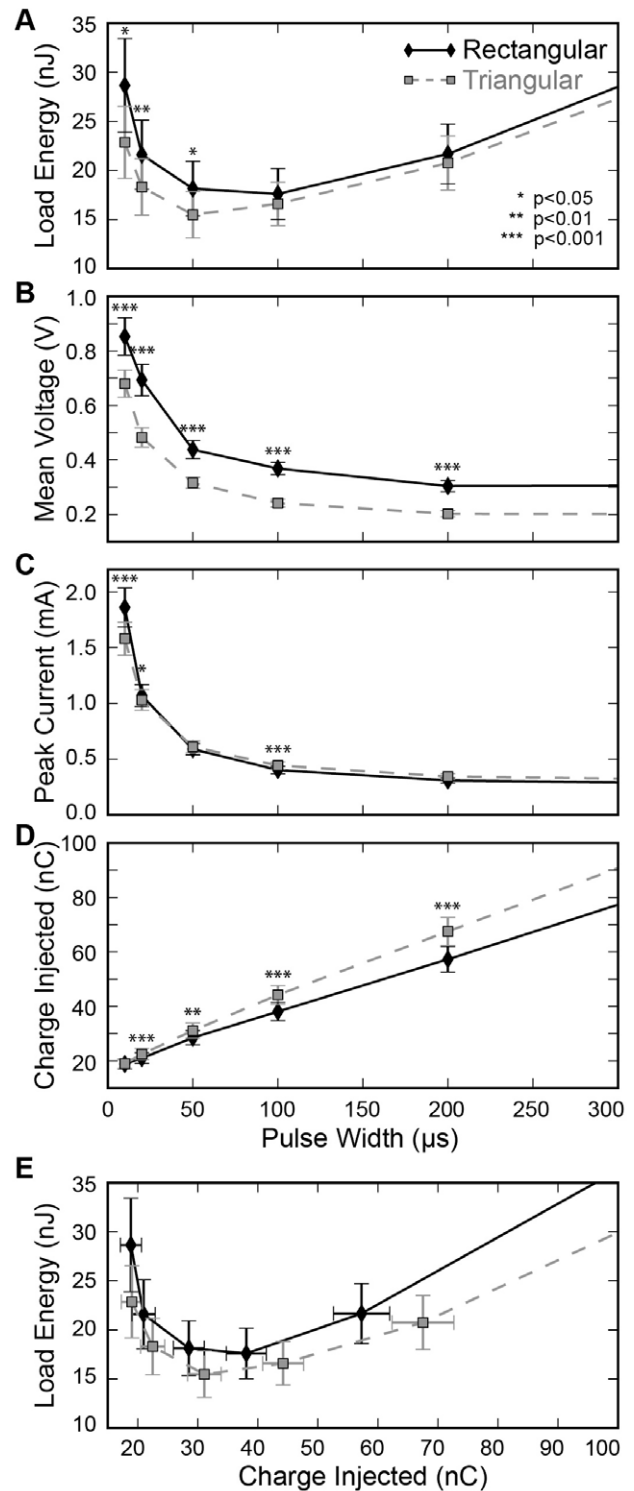 A
Load Energy (nJ)
35
30
25
20
15
10
*
**
*
Rectangular
Triangular
* p<0.05
** p<0.01
*** p<0.001
B
Mean Voltage (V)
1.0
0.8
0.6
0.4
0.2
***
***
***
***
***
C
Peak Current (mA)
2.0
1.5
1.0
0.5
0.0
***
*
***
D
Charge Injected (nC)
100
80
60
40
20
***
**
***
***
0 50 100 150 200 250 300
Pulse Width (µs)
E
Load Energy (nJ)
35
30
25
20
15
10
20 30 40 50 60 70 80 90 100
Charge Injected (nC)